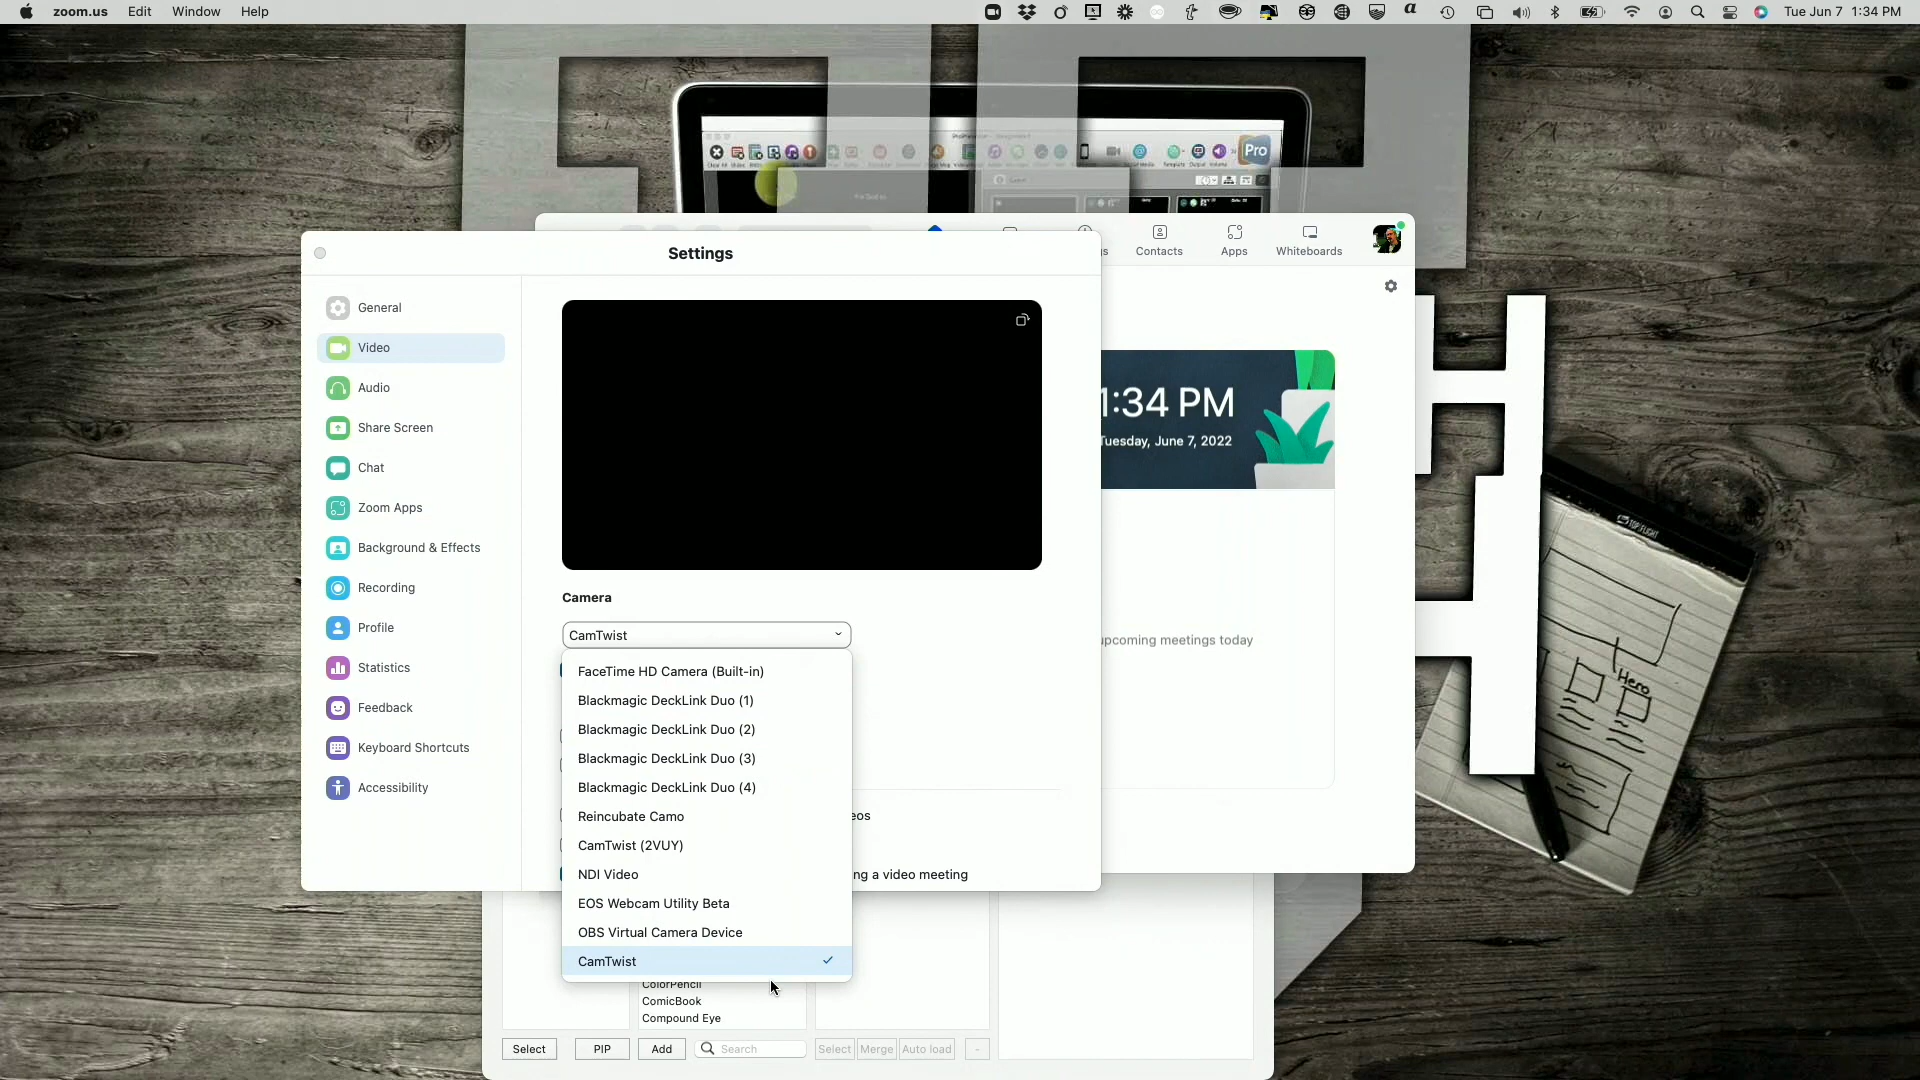 zoom.us Edit Window Help
Tue Jun 7 1:34 PM
Pro
Settings
Contacts
Apps
Whiteboards
General
Video
Audio
Share Screen
Chat
Zoom Apps
Background & Effects
Recording
Profile
Statistics
Feedback
Keyboard Shortcuts
Accessibility
1:34 PM
Tuesday, June 7, 2022
upcoming meetings today
Camera
CamTwist
FaceTime HD Camera (Built-in)
Blackmagic DeckLink Duo (1)
Blackmagic DeckLink Duo (2)
Blackmagic DeckLink Duo (3)
Blackmagic DeckLink Duo (4)
Reincubate Camo
CamTwist (2VUY)
NDI Video
EOS Webcam Utility Beta
OBS Virtual Camera Device
CamTwist
eos
ng a video meeting
ColorPencil
ComicBook
Compound Eye
Select PIP Add Search Select Merge Auto load -
Hero
TOP FLIGHT